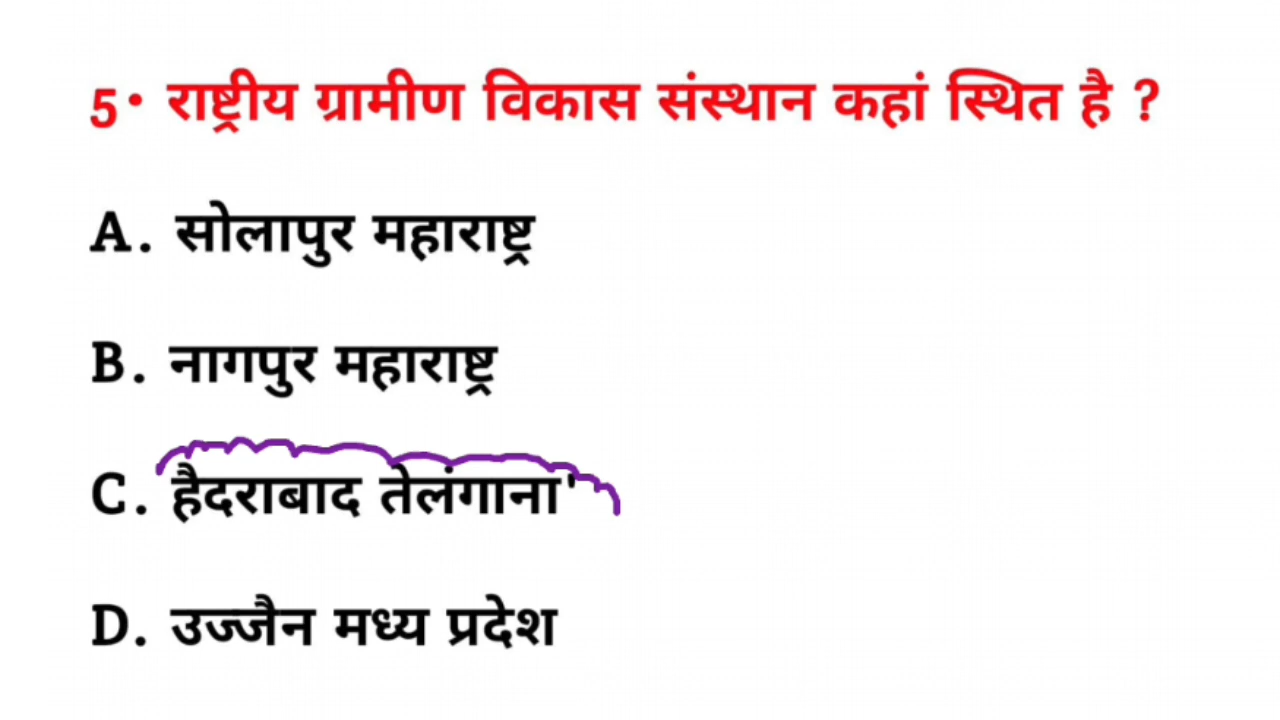 5• राष्ट्रीय ग्रामीण विकास संस्थान कहां स्थित है ?
A. सोलापुर महाराष्ट्र
B. नागपुर महाराष्ट्र
C. हैदराबाद तेलंगाना'
D. उज्जैन मध्य प्रदेश